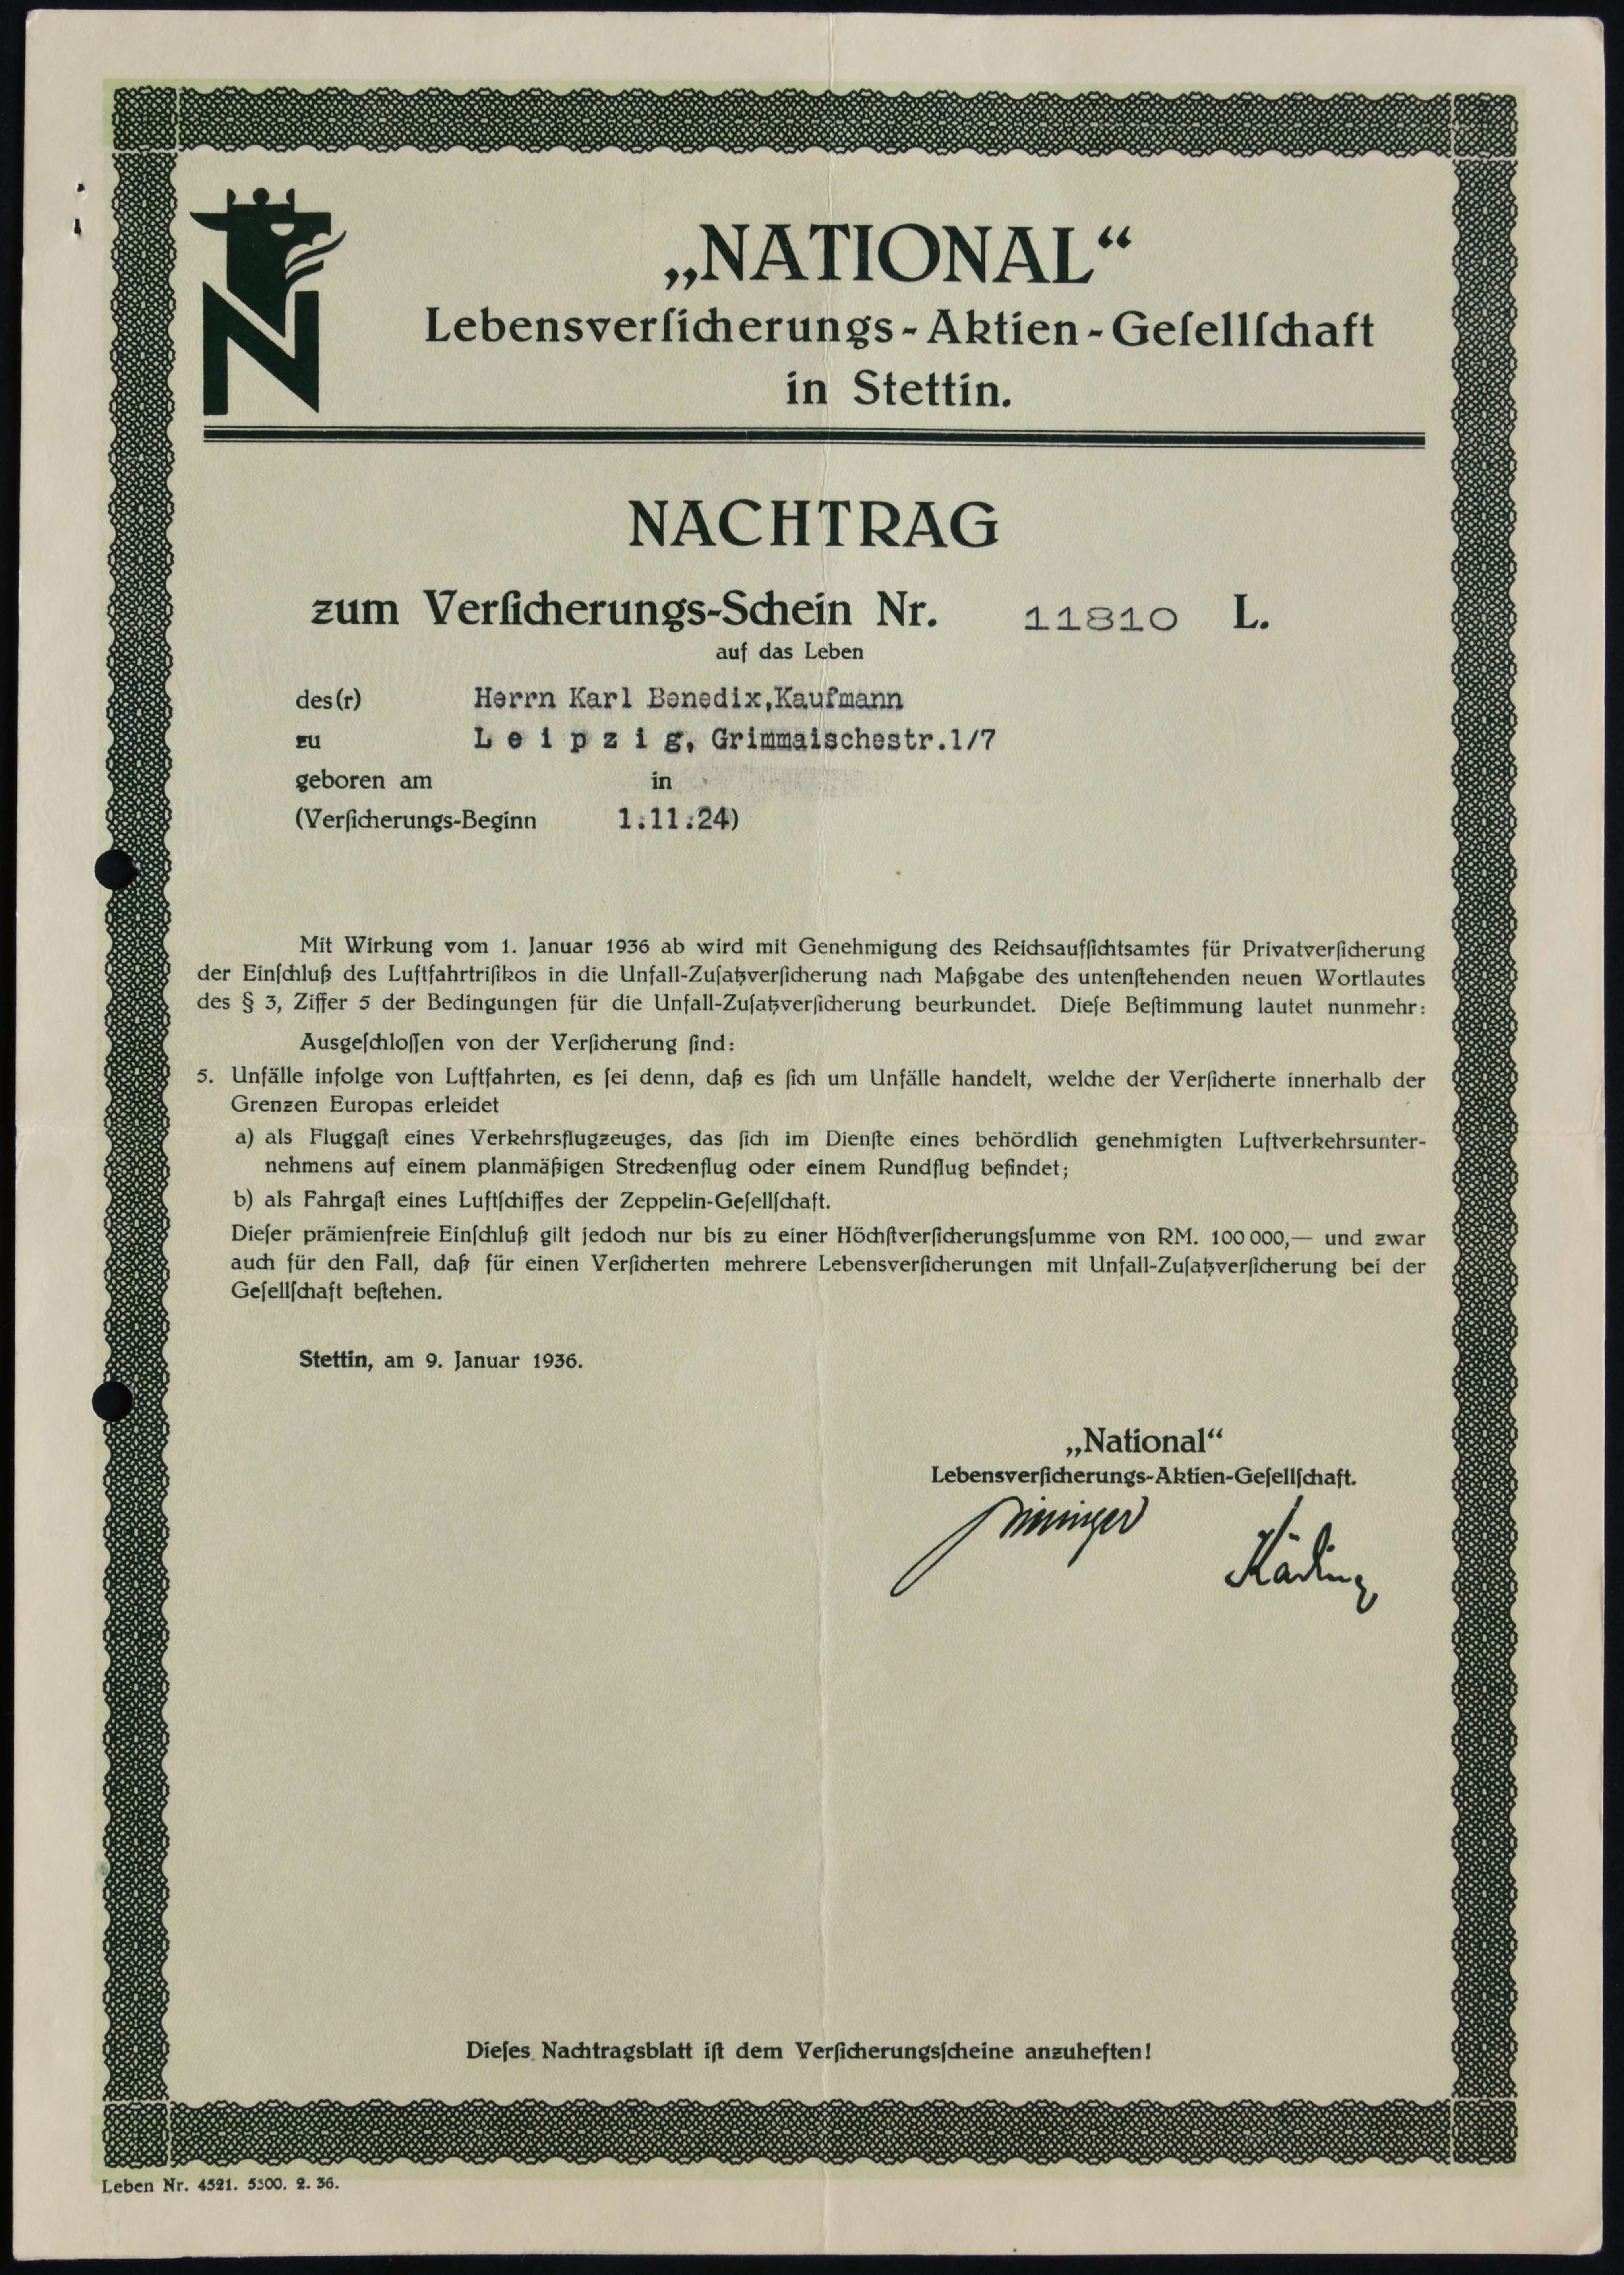 „NATIONAL“
Lebensverſicherungs-Aktien-Geſellſchaft
in Stettin.
NACHTRAG
zum Verſicherungs-Schein Nr. 11810 L.
auf das Leben
des(r) Herrn Karl Benedix,Kaufmann
zu Leipzig, Grimmaischestr.1/7
geboren am in
(Verſicherungs-Beginn 1.11.24)
Mit Wirkung vom 1. Januar 1936 ab wird mit Genehmigung des Reichsaufſichtsamtes für Privatverſicherung
der Einſchluß des Luftfahrtriſikos in die Unfall-Zuſatzverſicherung nach Maßgabe des untenſtehenden neuen Wortlautes
des § 3, Ziffer 5 der Bedingungen für die Unfall-Zuſatzverſicherung beurkundet. Dieſe Beſtimmung lautet nunmehr:
Ausgeſchloſſen von der Verſicherung ſind:
5. Unfälle infolge von Luftfahrten, es ſei denn, daß es ſich um Unfälle handelt, welche der Verſicherte innerhalb der
Grenzen Europas erleidet
a) als Fluggaſt eines Verkehrsflugzeuges, das ſich im Dienſte eines behördlich genehmigten Luftverkehrsunter-
nehmens auf einem planmäßigen Streckenflug oder einem Rundflug befindet;
b) als Fahrgaſt eines Luftſchiffes der Zeppelin-Geſellſchaft.
Dieſer prämienfreie Einſchluß gilt jedoch nur bis zu einer Höchſtverſicherungsſumme von RM. 100 000,— und zwar
auch für den Fall, daß für einen Verſicherten mehrere Lebensverſicherungen mit Unfall-Zuſatzverſicherung bei der
Geſellſchaft beſtehen.
Stettin, am 9. Januar 1936.
„National“
Lebensverſicherungs-Aktien-Geſellſchaft.
Dieſes Nachtragsblatt iſt dem Verſicherungsſcheine anzuheften!
Leben Nr. 4521. 5500. 2. 36.